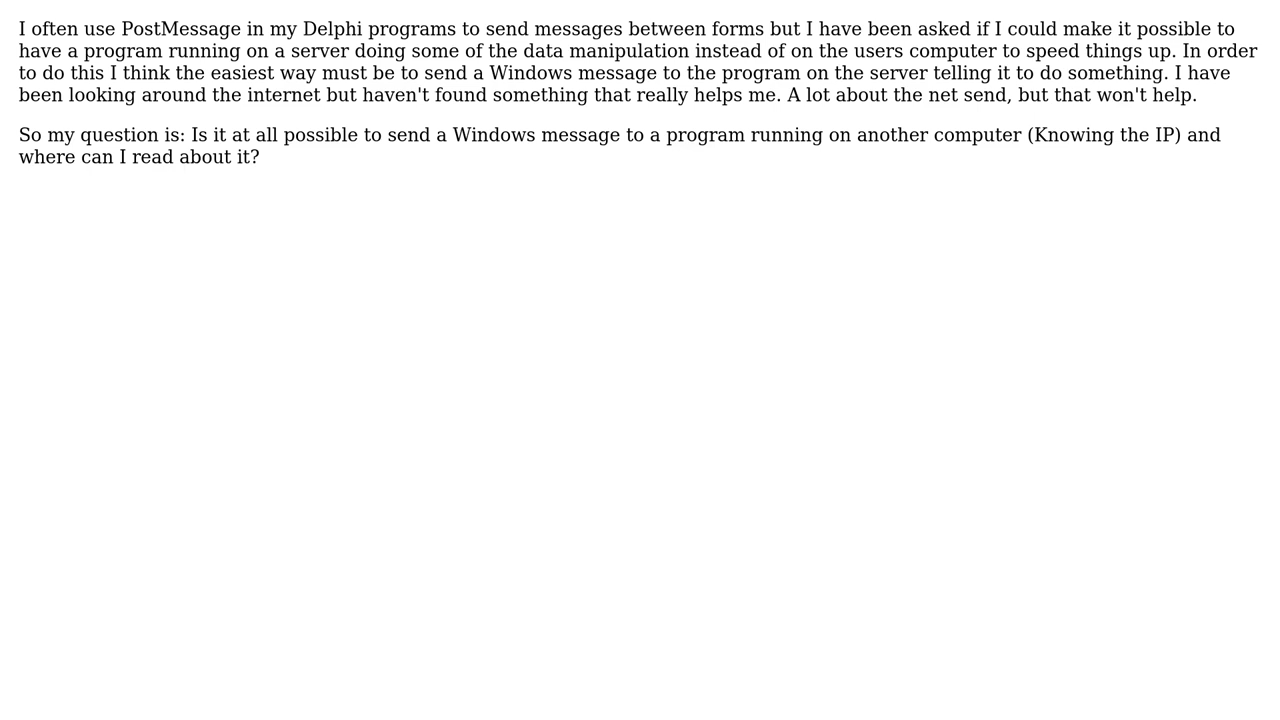 I often use PostMessage in my Delphi programs to send messages between forms but I have been asked if I could make it possible to
have a program running on a server doing some of the data manipulation instead of on the users computer to speed things up. In order
to do this I think the easiest way must be to send a Windows message to the program on the server telling it to do something. I have
been looking around the internet but haven't found something that really helps me. A lot about the net send, but that won't help.
So my question is: Is it at all possible to send a Windows message to a program running on another computer (Knowing the IP) and
where can I read about it?